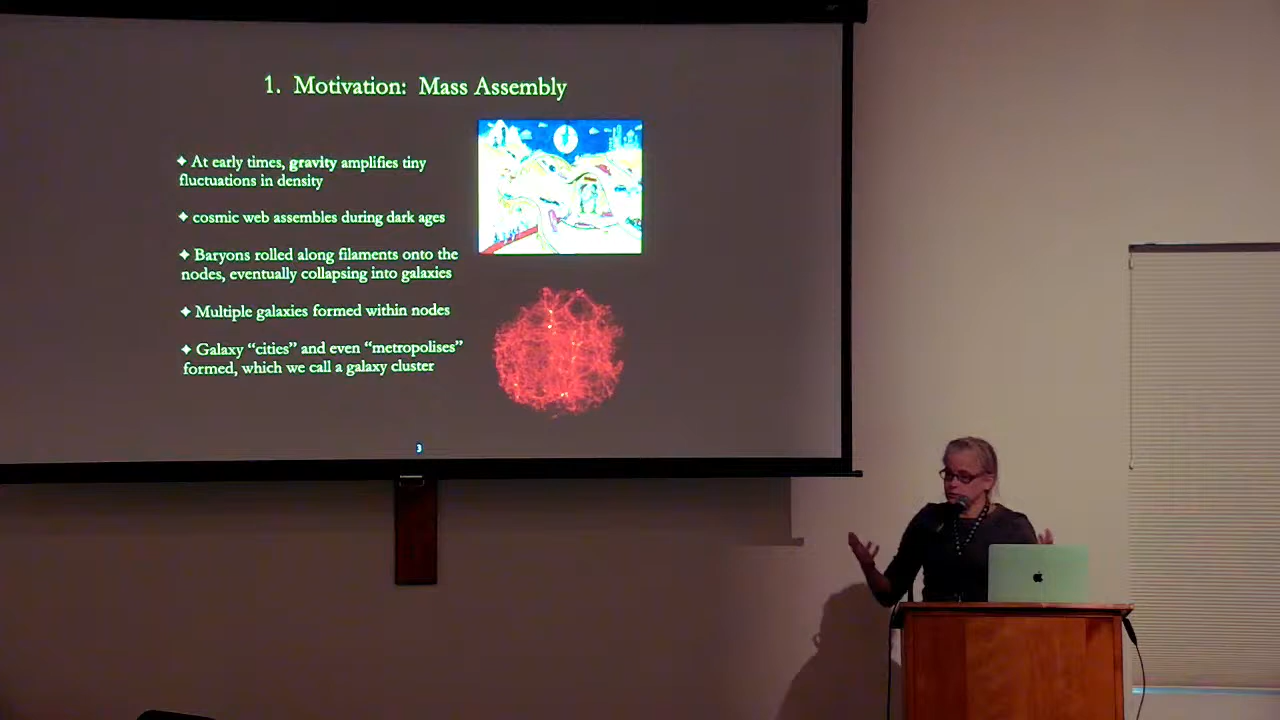 1. Motivation: Mass Assembly
✦ At early times, gravity amplifies tiny
fluctuations in density
✦ cosmic web assembles during dark ages
✦ Baryons rolled along filaments onto the
nodes, eventually collapsing into galaxies
✦ Multiple galaxies formed within nodes
✦ Galaxy “cities” and even “metropolises”
formed, which we call a galaxy cluster
3